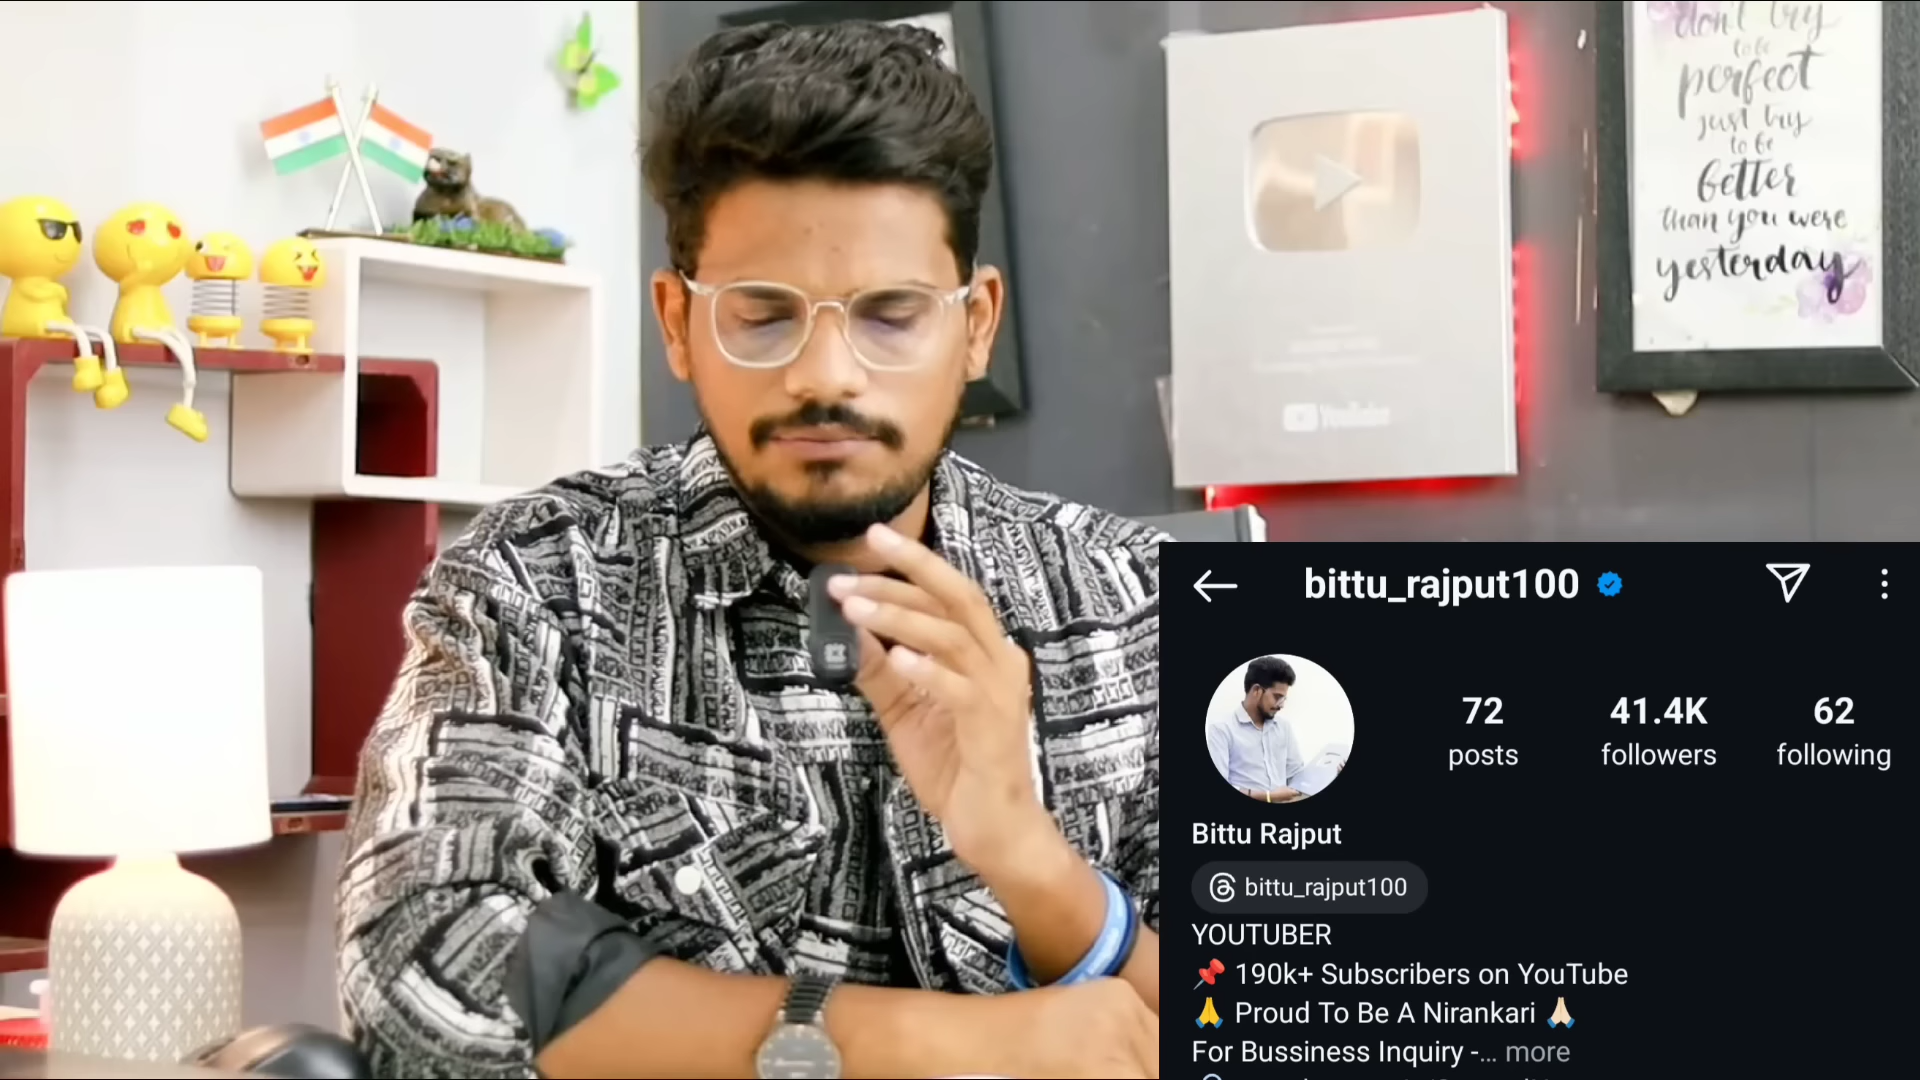 don't try
to be
perfect
just try
to be
better
than you were
yesterday
YouTube
bittu_rajput100
72
posts
41.4K
followers
62
following
Bittu Rajput
bittu_rajput100
YOUTUBER
📌 190k+ Subscribers on YouTube
🙏 Proud To Be A Nirankari 🙏🏻
For Bussiness Inquiry -... more